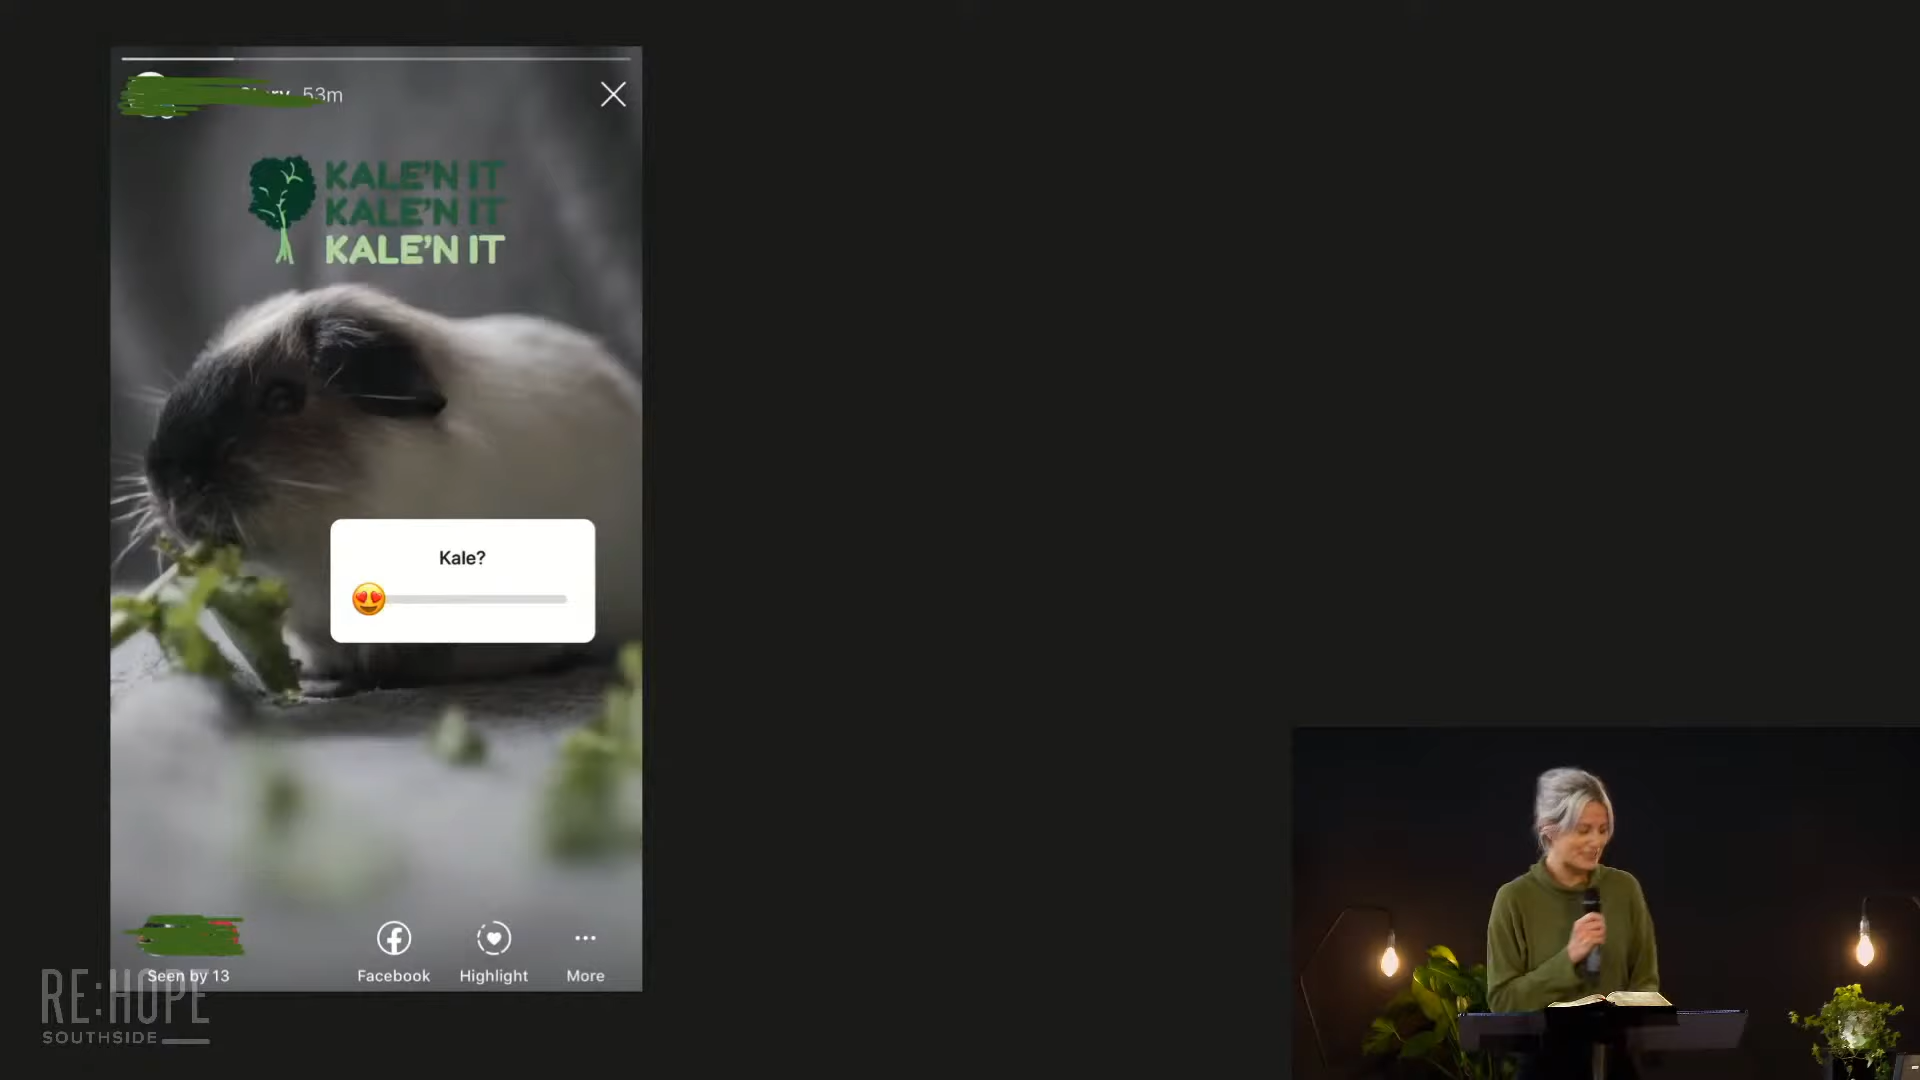 53m
KALE'N IT
KALE'N IT
KALE'N IT
Kale?
Seen by 13
Facebook
Highlight
More
RE:HOPE
SOUTHSIDE